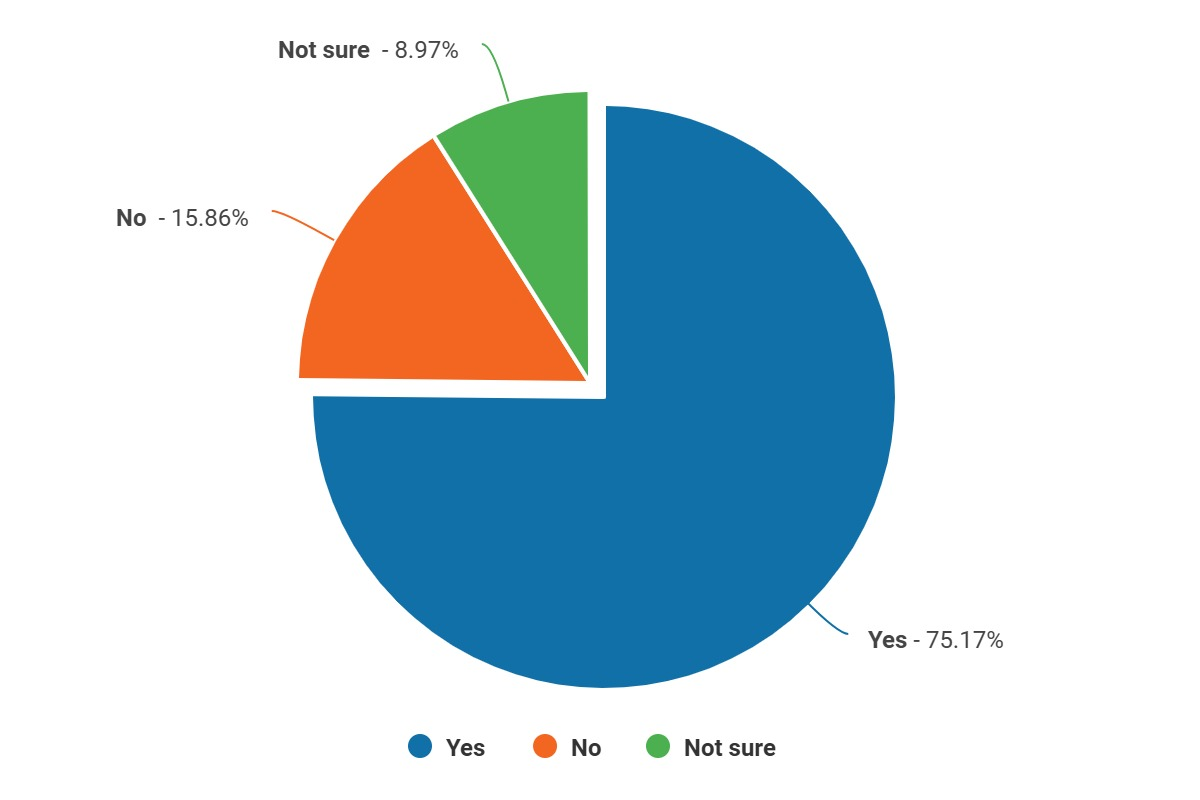 Not sure - 8.97%
No - 15.86%
Yes - 75.17%
Yes No Not sure